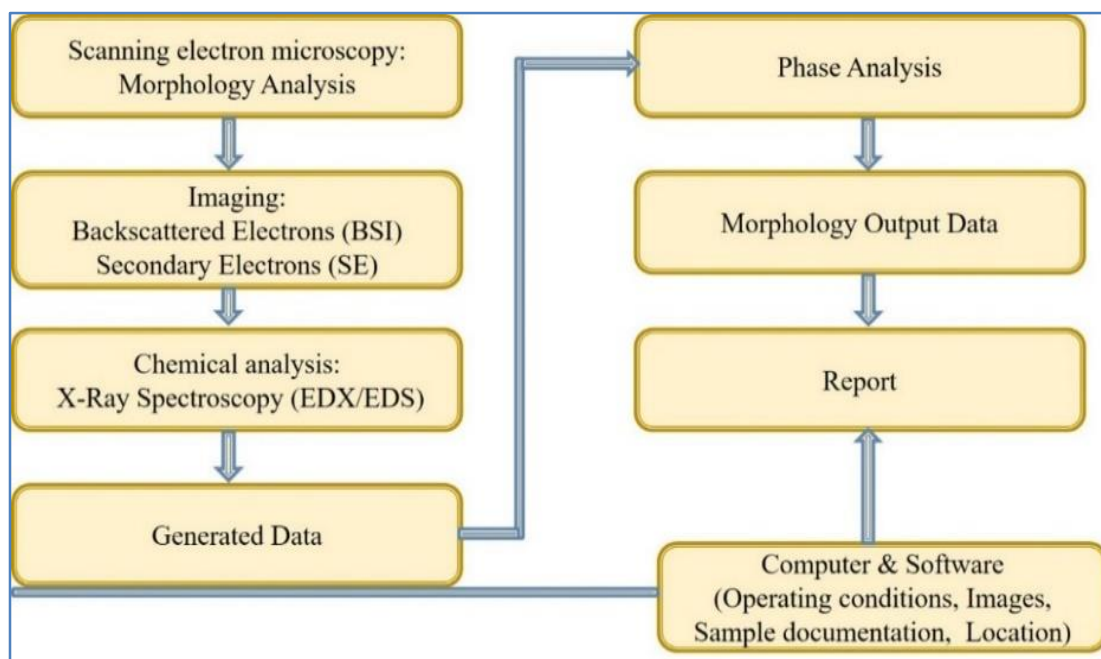 Scanning electron microscopy:
Morphology Analysis
Imaging:
Backscattered Electrons (BSI)
Secondary Electrons (SE)
Chemical analysis:
X-Ray Spectroscopy (EDX/EDS)
Generated Data
Phase Analysis
Morphology Output Data
Report
Computer & Software
(Operating conditions, Images,
Sample documentation, Location)